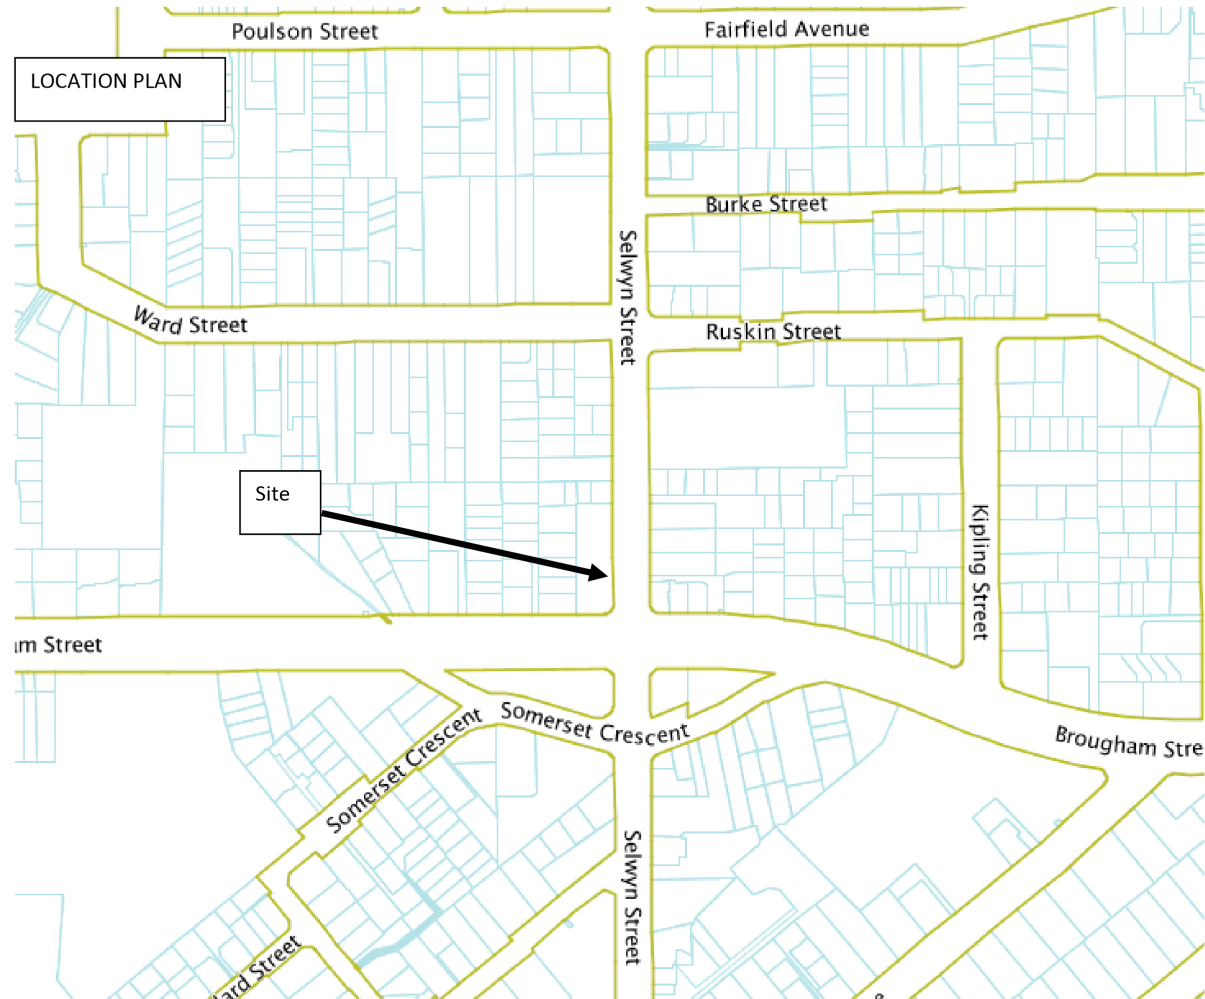 Poulson Street
Fairfield Avenue
LOCATION PLAN
Burke Street
Selwyn Street
Ward Street
Ruskin Street
Site
Kipling Street
am Street
Somerset Crescent
Somerset Crescent
Brougham Stre
Selwyn Street
ard Street